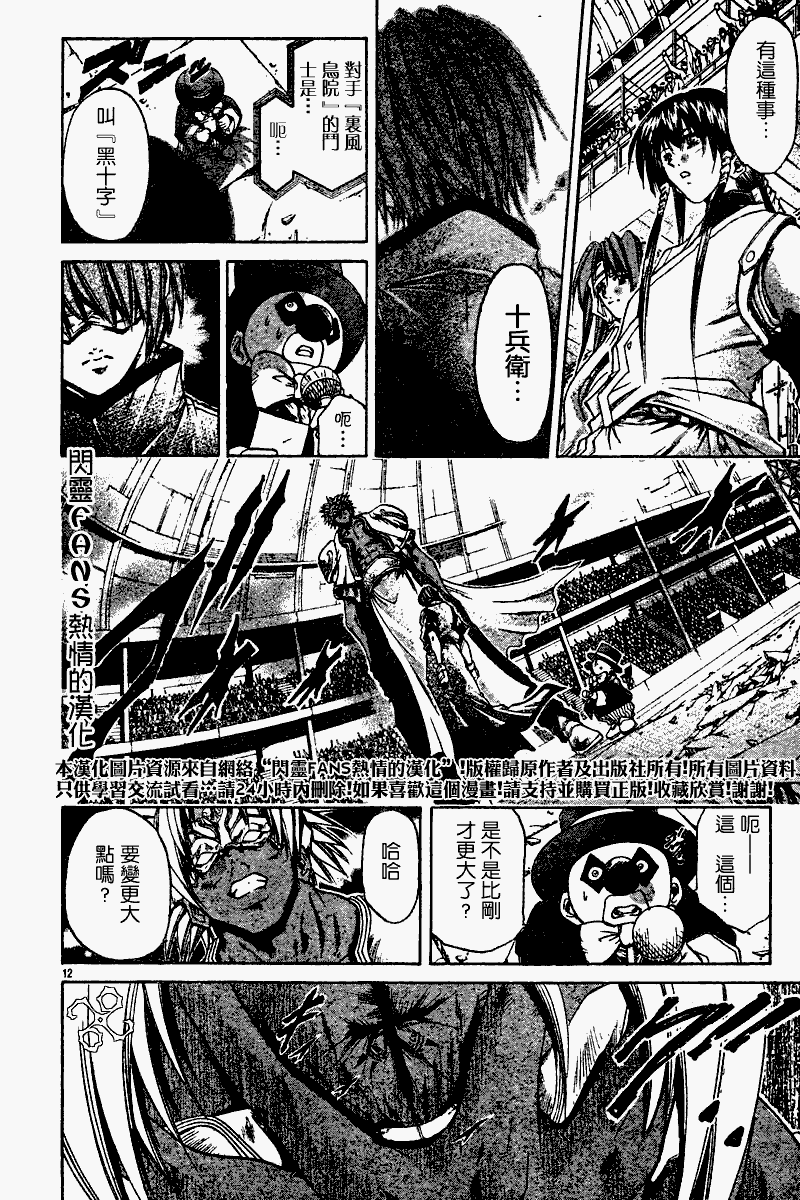 有這種事…
十兵衛…
對手『裏風
鳥院』的鬥
士是…
呃…
叫『黑十字』
呃…
閃靈FANS熱情的漢化
本漢化圖片資源來自網絡“閃靈FANS熱情的漢化”!版權歸原作者及出版社所有!所有圖片資料
只供學習交流試看…請24小時內刪除!如果喜歡這個漫畫!請支持並購買正版!收藏欣賞!謝謝!
呃——
這 這個…
是不是比剛
才更大了？
哈哈
要變更大
點嗎？
12